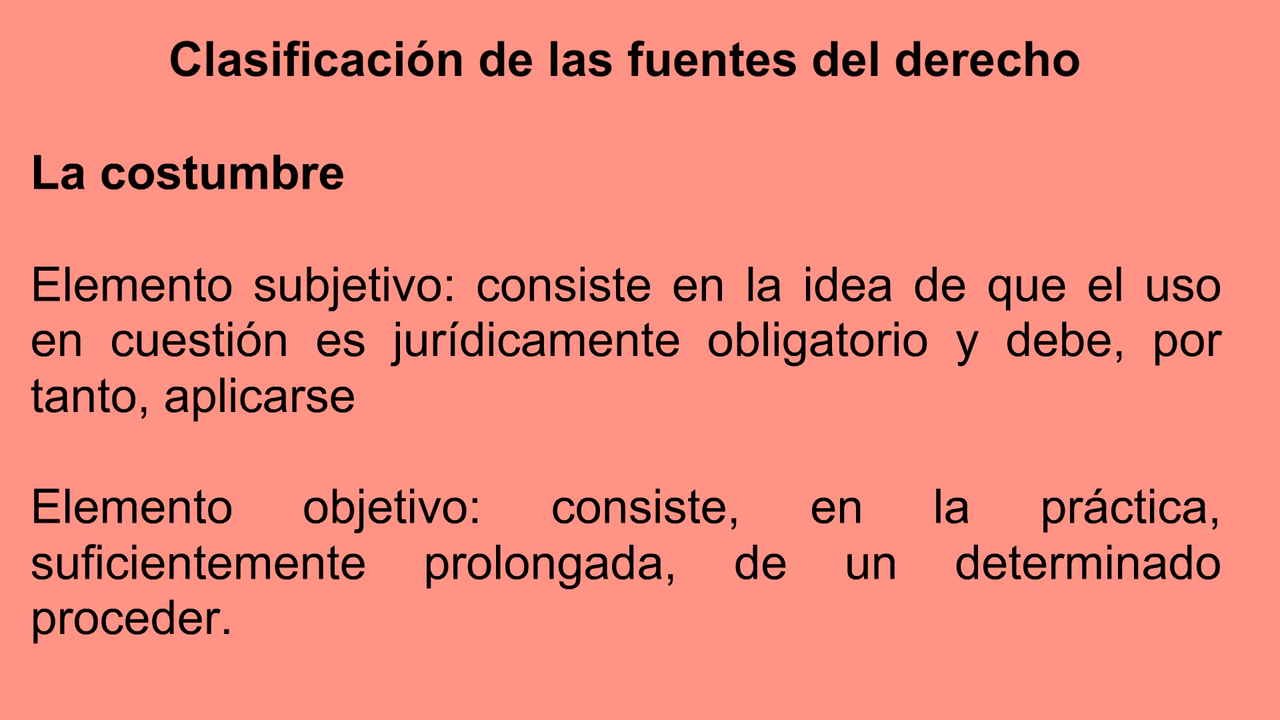 Clasificación de las fuentes del derecho
La costumbre
Elemento subjetivo: consiste en la idea de que el uso
en cuestión es jurídicamente obligatorio y debe, por
tanto, aplicarse
Elemento objetivo: consiste, en la práctica,
suficientemente prolongada, de un determinado
proceder.